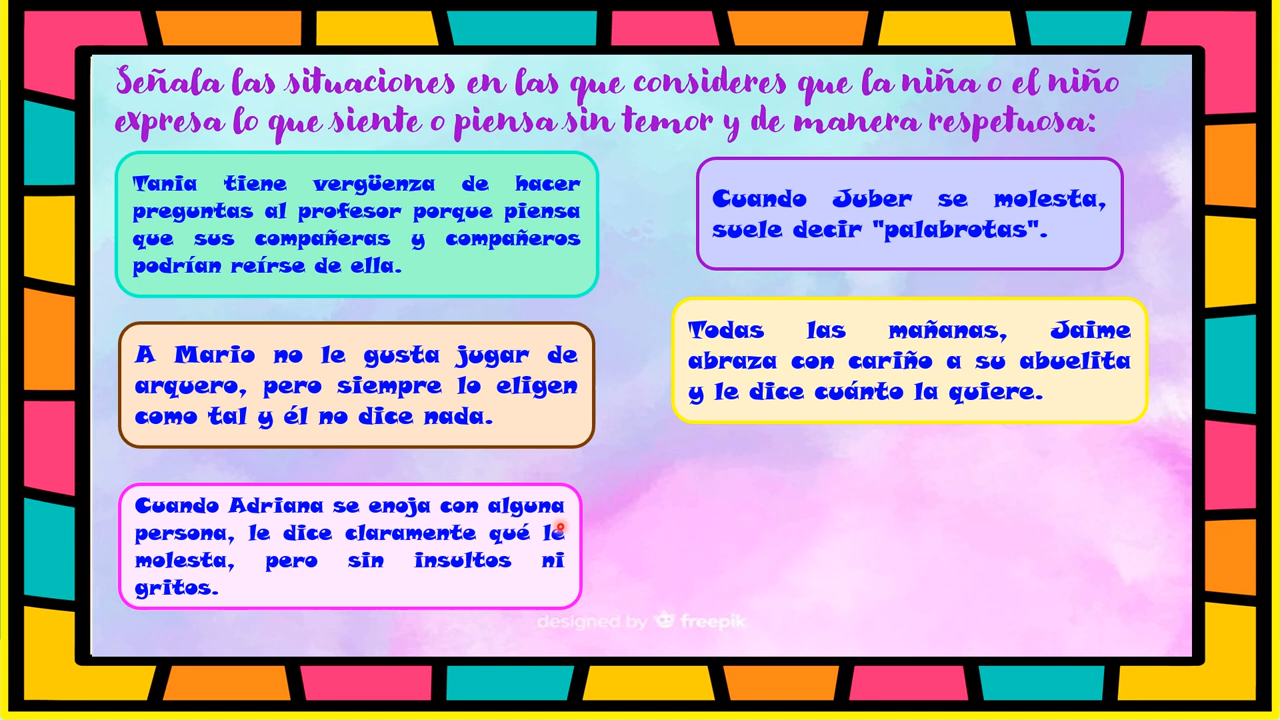 Señala las situaciones en las que consideres que la niña o el niño
expresa lo que siente o piensa sin temor y de manera respetuosa:
Tania tiene vergüenza de hacer
preguntas al profesor porque piensa
que sus compañeras y compañeros
podrían reírse de ella.
Cuando Juber se molesta,
suele decir "palabrotas".
A Mario no le gusta jugar de
arquero, pero siempre lo eligen
como tal y él no dice nada.
Todas las mañanas, Jaime
abraza con cariño a su abuelita
y le dice cuánto la quiere.
Cuando Adriana se enoja con alguna
persona, le dice claramente qué le
molesta, pero sin insultos ni
gritos.
designed by freepik